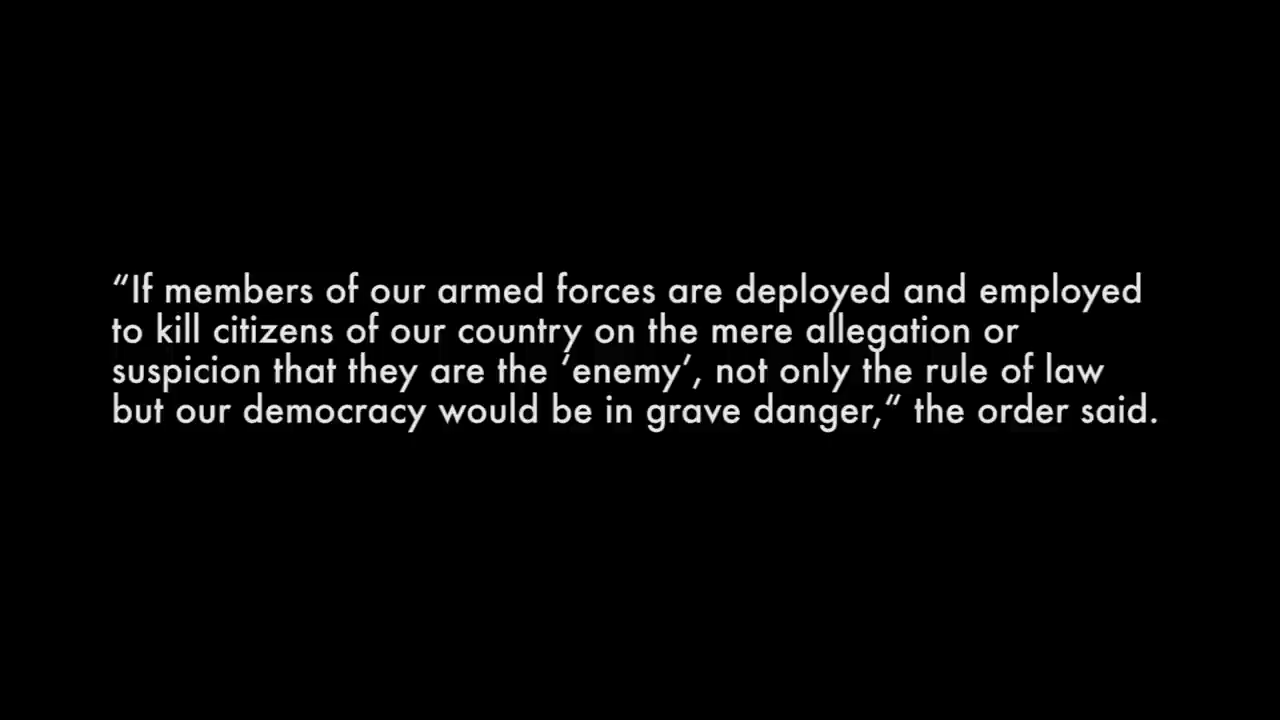 “If members of our armed forces are deployed and employed
to kill citizens of our country on the mere allegation or
suspicion that they are the ‘enemy’, not only the rule of law
but our democracy would be in grave danger,“ the order said.